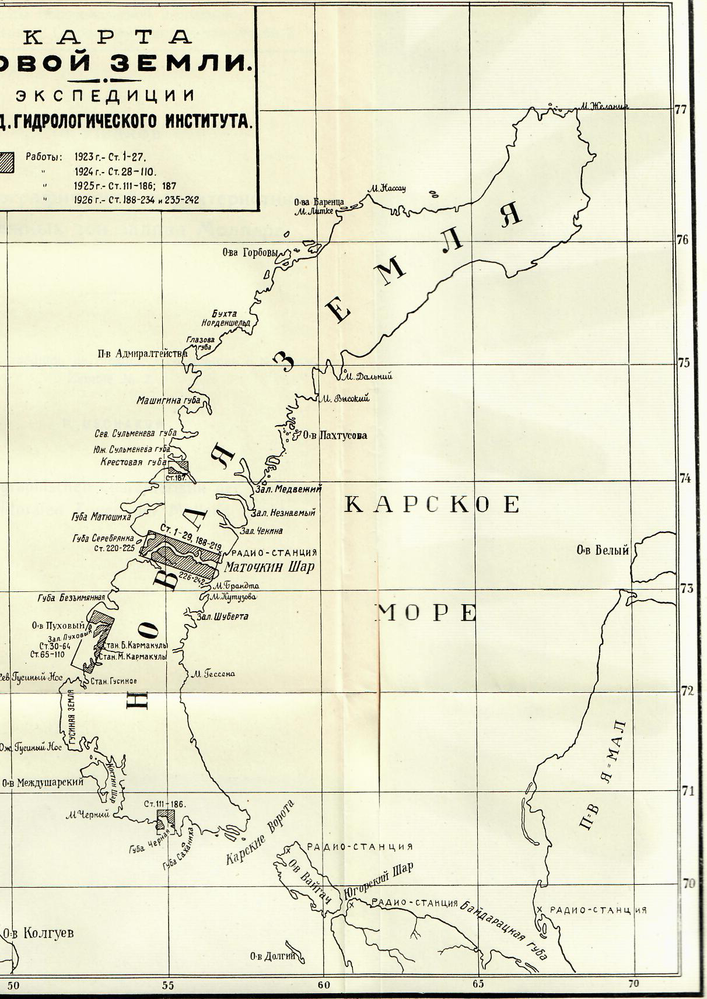 КАРТА
ОВОЙ ЗЕМЛИ.
ЭКСПЕДИЦИИ
Д. ГИДРОЛОГИЧЕСКОГО ИНСТИТУТА.
Работы: 1923 г.- Ст. 1-27.
" 1924 г.- Ст. 28-110.
" 1925 г.- Ст. 111-186; 187
" 1926 г.- Ст. 188-234 и 235-242
М. Желания
77
М. Нассау
О-ва Баренца
М. Литке
76
О-ва Горбовы
Бухта
Норденшельд
Глазова
губа
П-в Адмиралтейства
75
М. Дальний
М. Высокий
Машигина губа
Сев. Сульменева губа
О-в Пахтусова
Юж. Сульменева губа
Крестовая губа
Ст. 187.
74
Зал. Медвежий
КАРСКОЕ
Зал. Незнаемый
Губа Матюшиха
Зал. Чекина
Ст. 1-29, 188-219
Губа Серебрянка
Ст. 220-225
РАДИО-СТАНЦИЯ
О-в Белый
Маточкин Шар
226-242
М. Брандта
73
М. Кутузова
Губа Безымянная
МОРЕ
Зал. Шуберта
О-в Пуховый
Зал. Пуховый
Ст. 30-64
Ст. 65-110
Стан. Б. Кармакулы
Стан. М. Кармакулы
М. Гессена
Сев Гусиный Нос
Стан. Гусиное
72
НОВАЯ ЗЕМЛЯ
ГУСИНАЯ ЗЕМЛЯ
Юж. Гусиный Нос
П-В Я-МАЛ
О-в Междушарский
Костин Шар
71
Ст. 111-186.
М Черный
Губа Черная
Губа Саханиха
Карские Ворота
РАДИО-СТАНЦИЯ
О-в Вайгач
Югорский Шар
70
РАДИО-СТАНЦИЯ
Байдарацкая губа
РАДИО-СТАНЦИЯ
О-в Колгуев
О-в Долгий
50 55 60 65 70